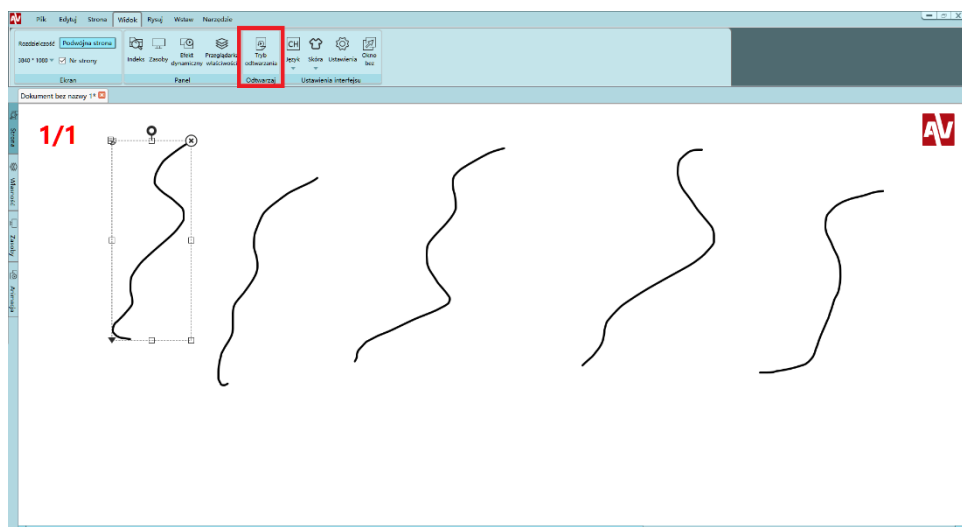 AV Plik Edytuj Strona Widok Rysuj Wstaw Narzędzie
Rozdzielczość Podwójna strona
3840 * 1080 Nr strony
Ekran
Indeks Zasoby Efekt dynamiczny Przeglądarka właściwości
Panel
Tryb odtwarzania
Odtwarzaj
CH
Język Skóra Ustawienia Okno bez
Ustawienia interfejsu
Dokument bez nazwy 1*
Strona
Własność
Zasoby
Animacja
1/1
AV